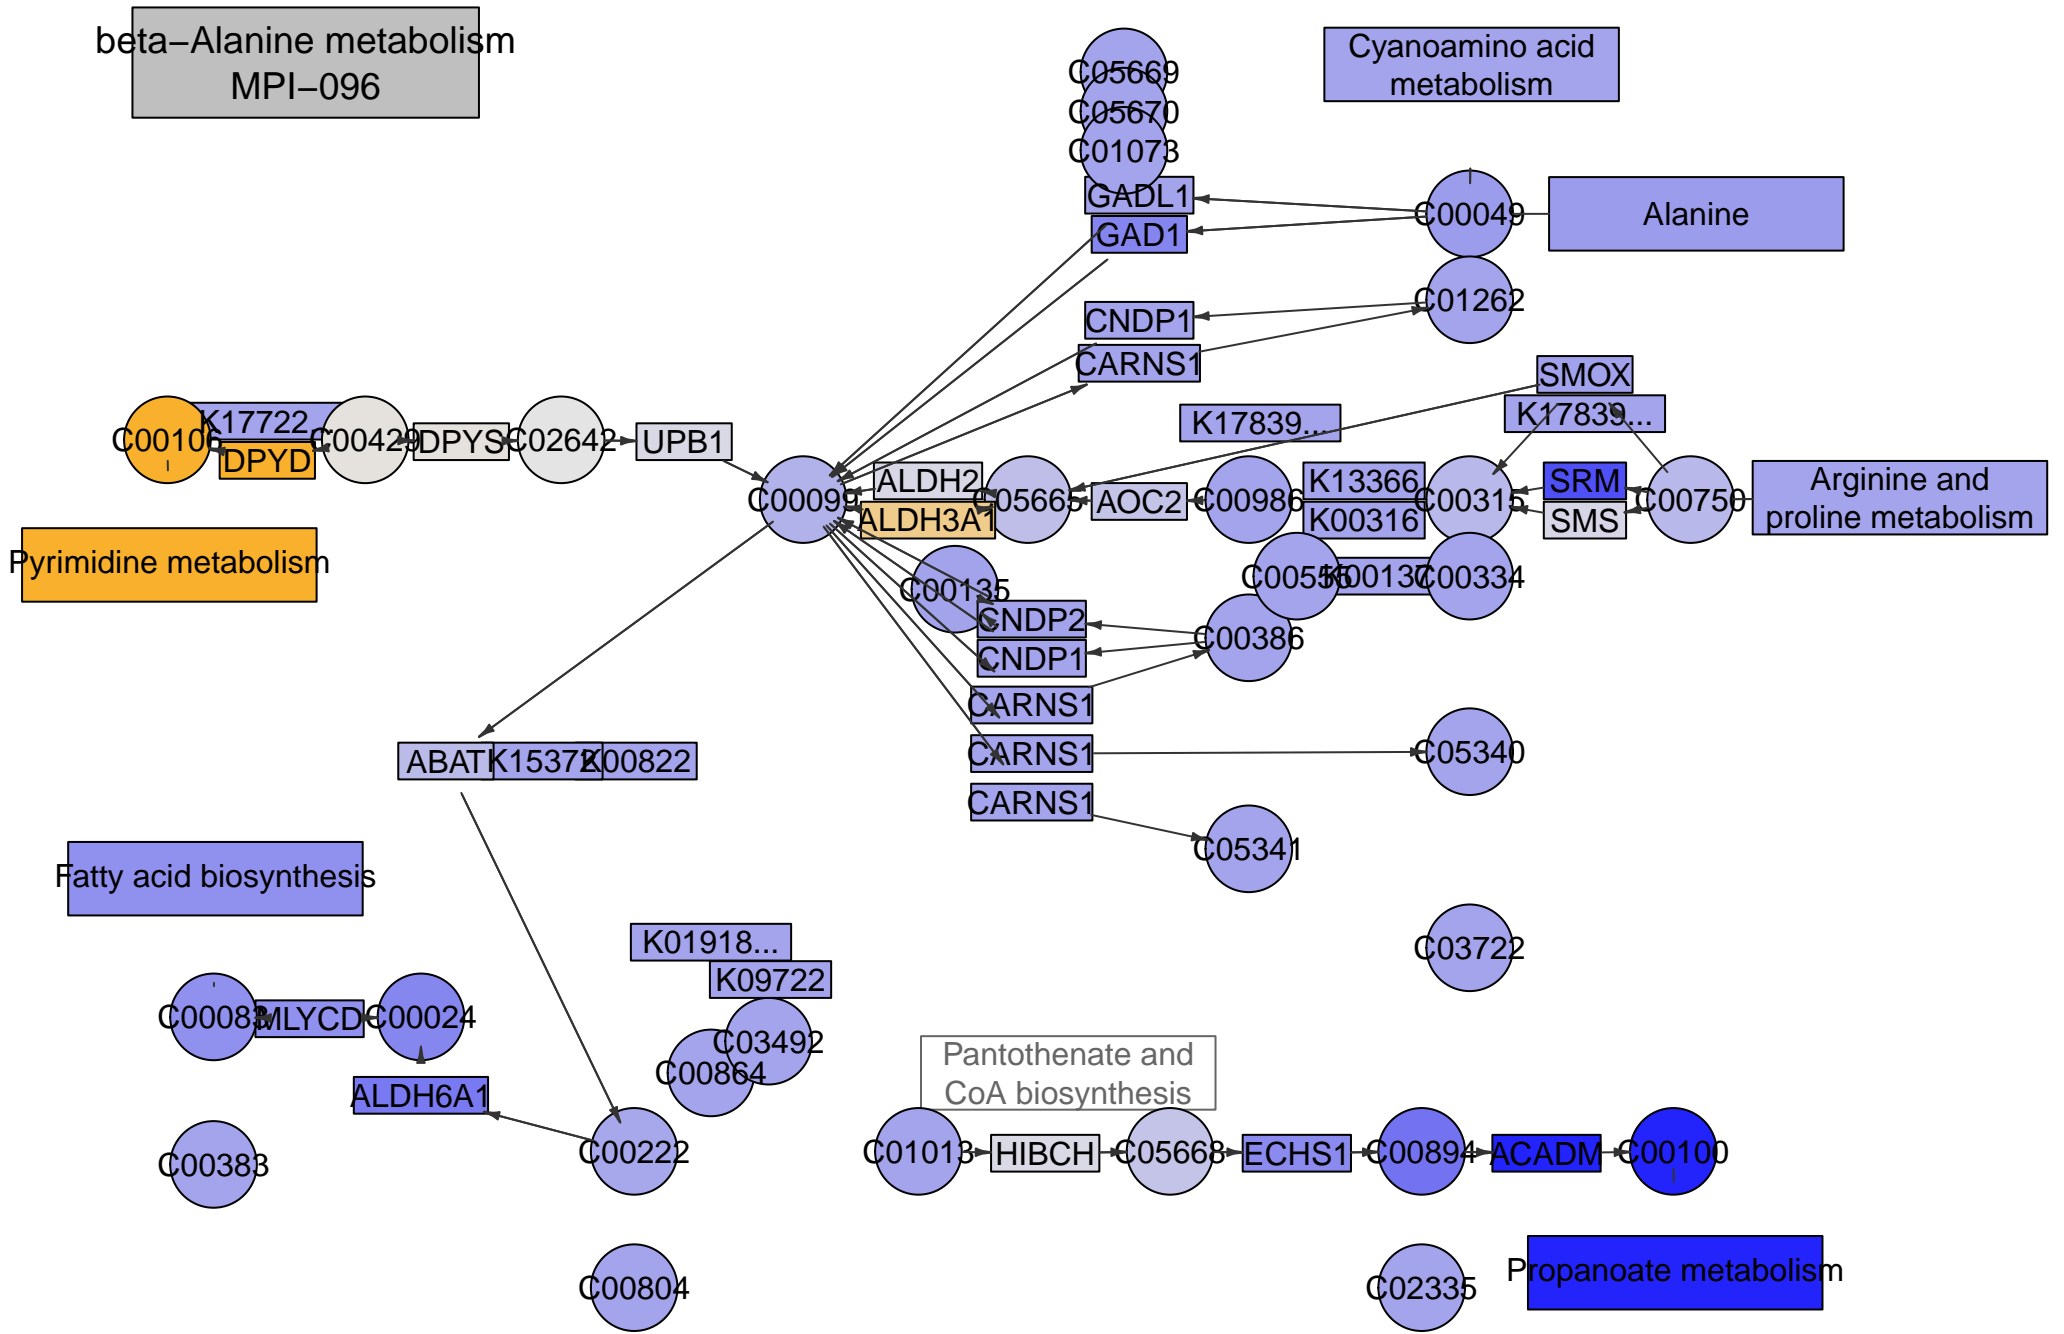 beta−Alanine metabolism
MPI−096
C05669
C05670
C01073
Cyanoamino acid
metabolism
GADL1
GAD1
C00049
Alanine
C01262
CNDP1
CARNS1
SMOX
K17839...
K17839...
C00106
K17722...
DPYD
C00429
DPYS
C02642
UPB1
C00099
ALDH2
ALDH3A1
C05665
AOC2
C00986
K13366
K00316
C00315
SRM
SMS
C00750
Arginine and
proline metabolism
Pyrimidine metabolism
C00135
C00555
K00137
C00334
CNDP2
CNDP1
C00386
CARNS1
CARNS1
CARNS1
C05340
C05341
ABAT
K15372
K00822
Fatty acid biosynthesis
K01918...
K09722
C03722
C00083
MLYCD
C00024
C03492
C00864
Pantothenate and
CoA biosynthesis
ALDH6A1
C00383
C00222
C01013
HIBCH
C05668
ECHS1
C00894
ACADM
C00100
C00804
C02335
Propanoate metabolism